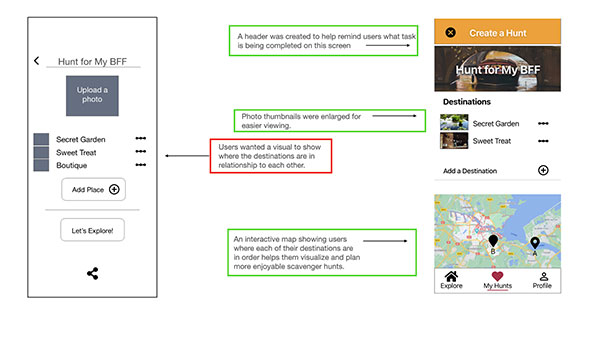 Hunt for My BFF
Upload a
photo
Secret Garden
Sweet Treat
Boutique
Add Place
Let's Explore!
A header was created to help remind users what task
is being completed on this screen
Photo thumbnails were enlarged for
easier viewing.
Users wanted a visual to show
where the destinations are in
relationship to each other.
An interactive map showing users
where each of their destinations are
in order helps them visualize and plan
more enjoyable scavenger hunts.
Create a Hunt
Hunt for My BFF
Destinations
Secret Garden
Sweet Treat
Add a Destination
B
A
Explore
My Hunts
Profile